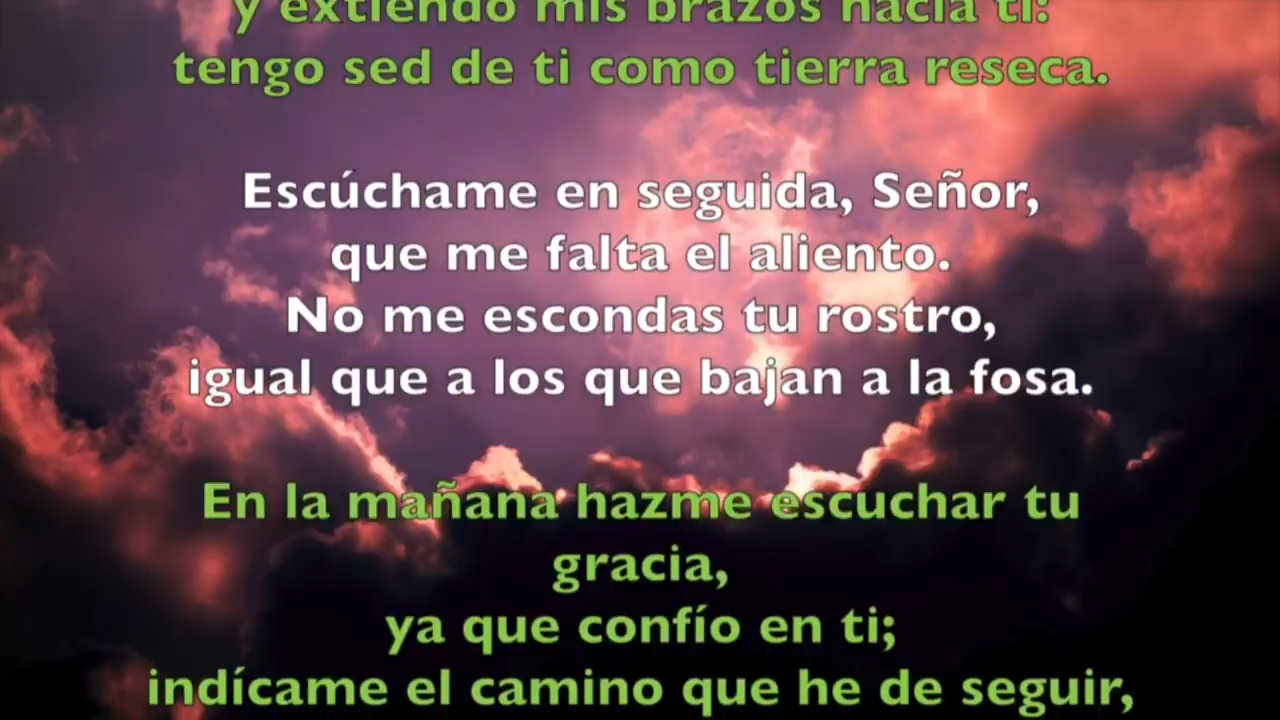 y extiendo mis brazos hacia ti:
tengo sed de ti como tierra reseca.
Escúchame en seguida, Señor,
que me falta el aliento.
No me escondas tu rostro,
igual que a los que bajan a la fosa.
En la mañana hazme escuchar tu
gracia,
ya que confío en ti;
indícame el camino que he de seguir,